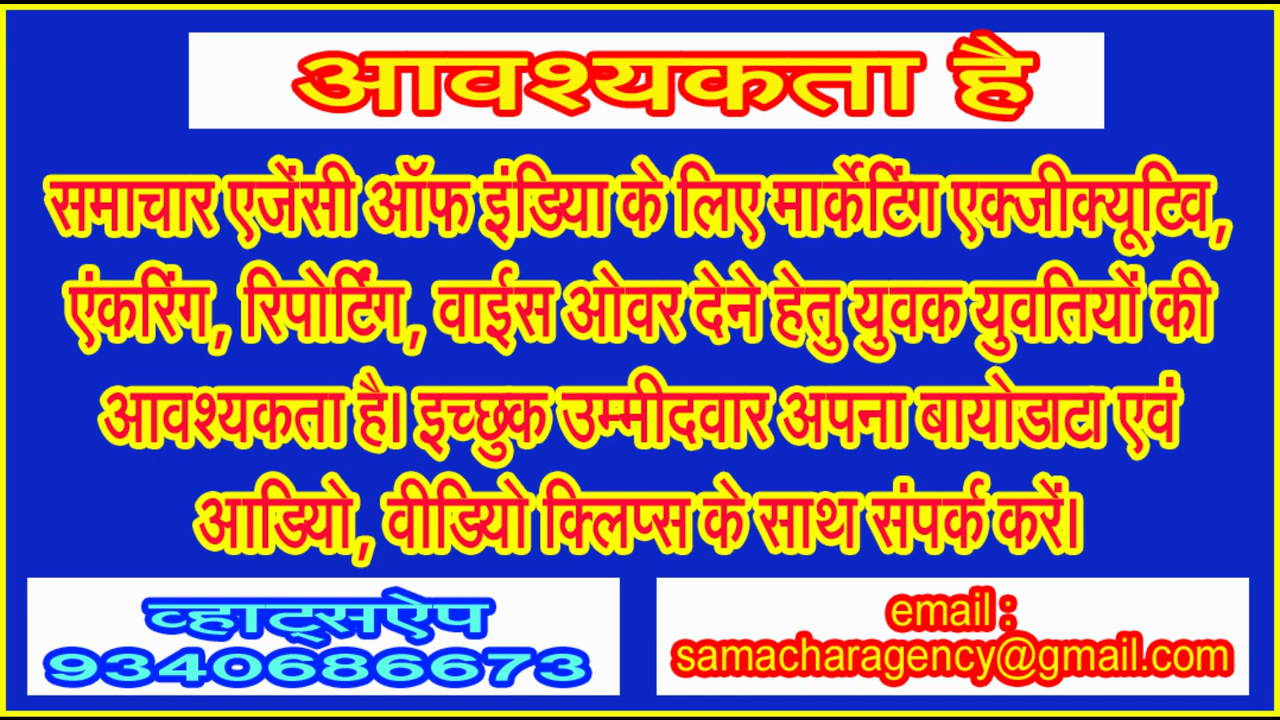 आवश्यकता है
समाचार एजेंसी ऑफ इंडिया के लिए मार्केटिंग एक्जीक्यूटिव,
एंकरिंग, रिपोर्टिंग, वाईस ओवर देने हेतु युवक युवतियों की
आवश्यकता है। इच्छुक उम्मीदवार अपना बायोडाटा एवं
आडियो, वीडियो क्लिप्स के साथ संपर्क करें।
व्हाट्सऐप
9340686673
email :
samacharagency@gmail.com